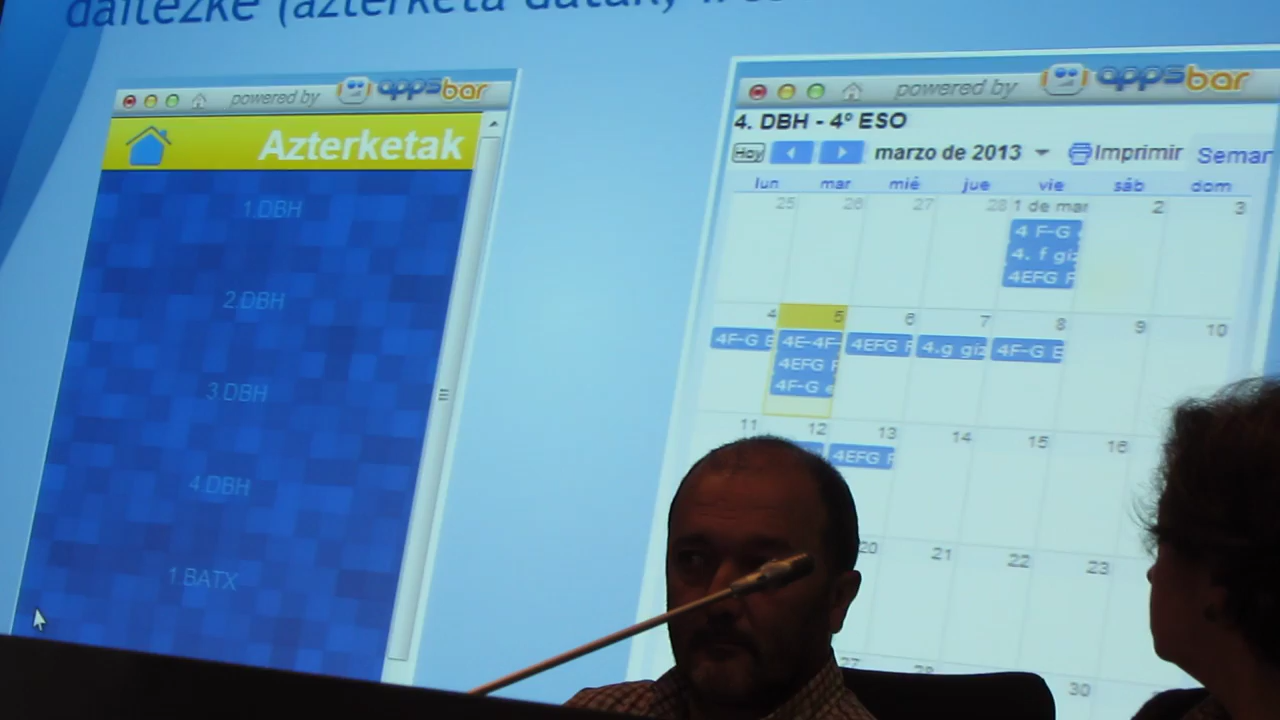 daitezke (azterketa datak,
powered by appsbar
Azterketak
1.DBH
2.DBH
3.DBH
4.DBH
1.BATX
powered by appsbar
4. DBH - 4º ESO
Hoy marzo de 2013 Imprimir Semar
lun mar mié jue vie sáb dom
25 26 27 28 1 de mar 2 3
4 F-G
4. f giz
4EFG F
4 5 6 7 8 9 10
4F-G E 4E-4F- 4EFG F 4.g giz 4F-G E
4EFG F
4F-G e
11 12 13 14 15 16
4EFG F
20 21 22 23
27 28 30